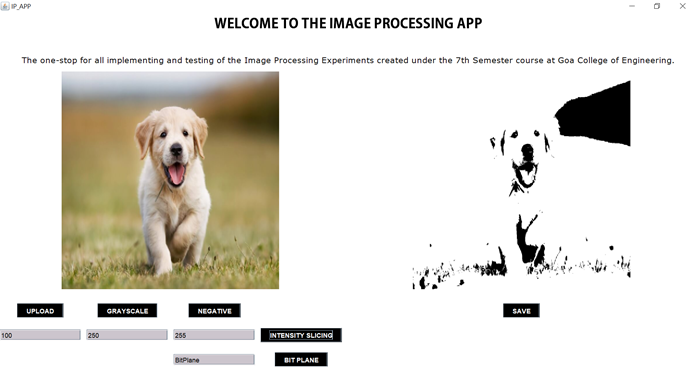 IP_APP
WELCOME TO THE IMAGE PROCESSING APP
The one-stop for all implementing and testing of the Image Processing Experiments created under the 7th Semester course at Goa College of Engineering.
UPLOAD GRAYSCALE NEGATIVE SAVE
100 250 255 INTENSITY SLICING
BitPlane BIT PLANE